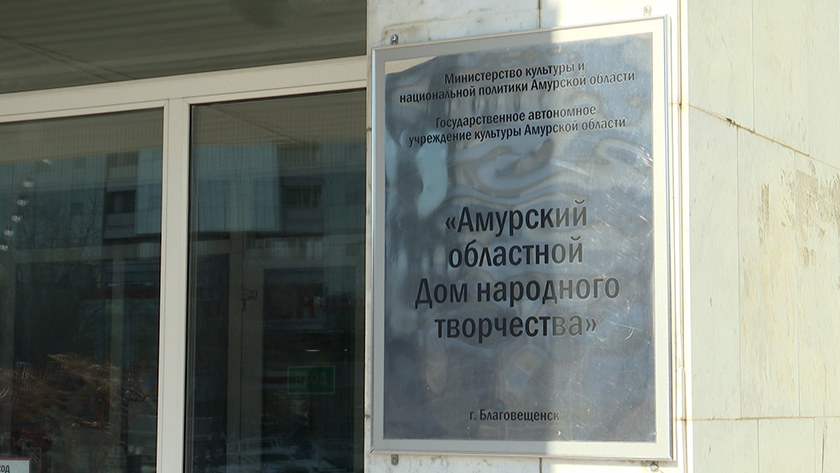 Министерство культуры и
национальной политики Амурской области
Государственное автономное
учреждение культуры Амурской области
«Амурский
областной
Дом народного
творчества»
г. Благовещенск